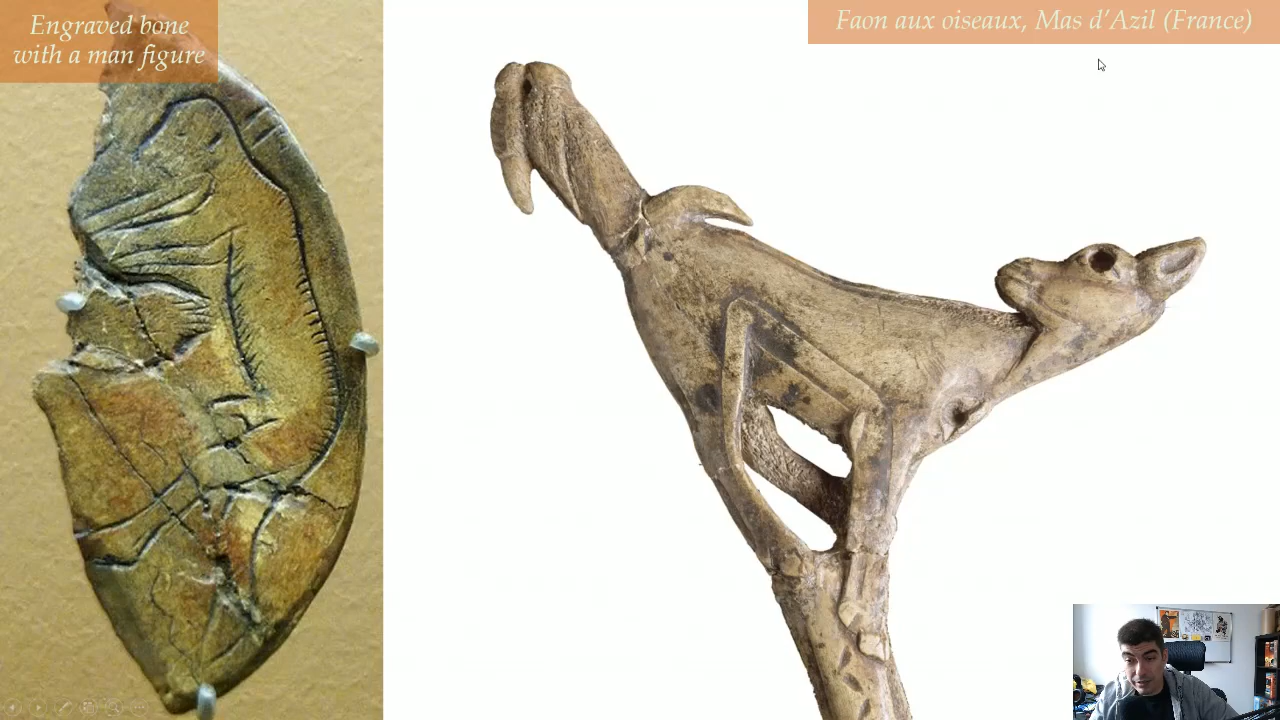 Engraved bone
with a man figure
Faon aux oiseaux, Mas d’Azil (France)